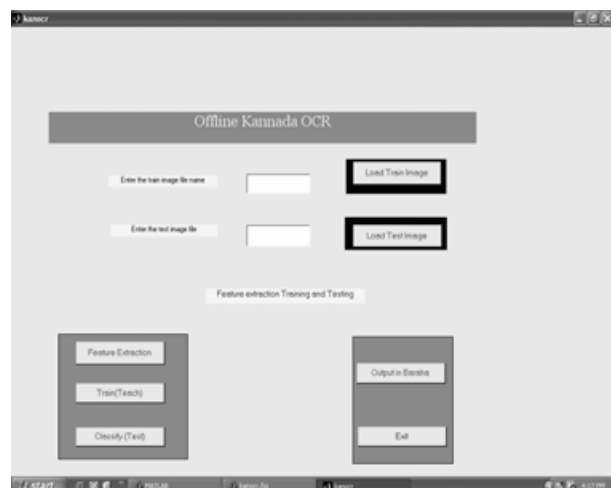 kanocr
Offline Kannada OCR
Enter the train image file name
Load Train Image
Enter the test image file
Load Test Image
Feature extraction Training and Testing
Feature Extraction
Output in Baraha
Train(Teach)
Classify (Test)
Exit
start
MATLAB
kanocr